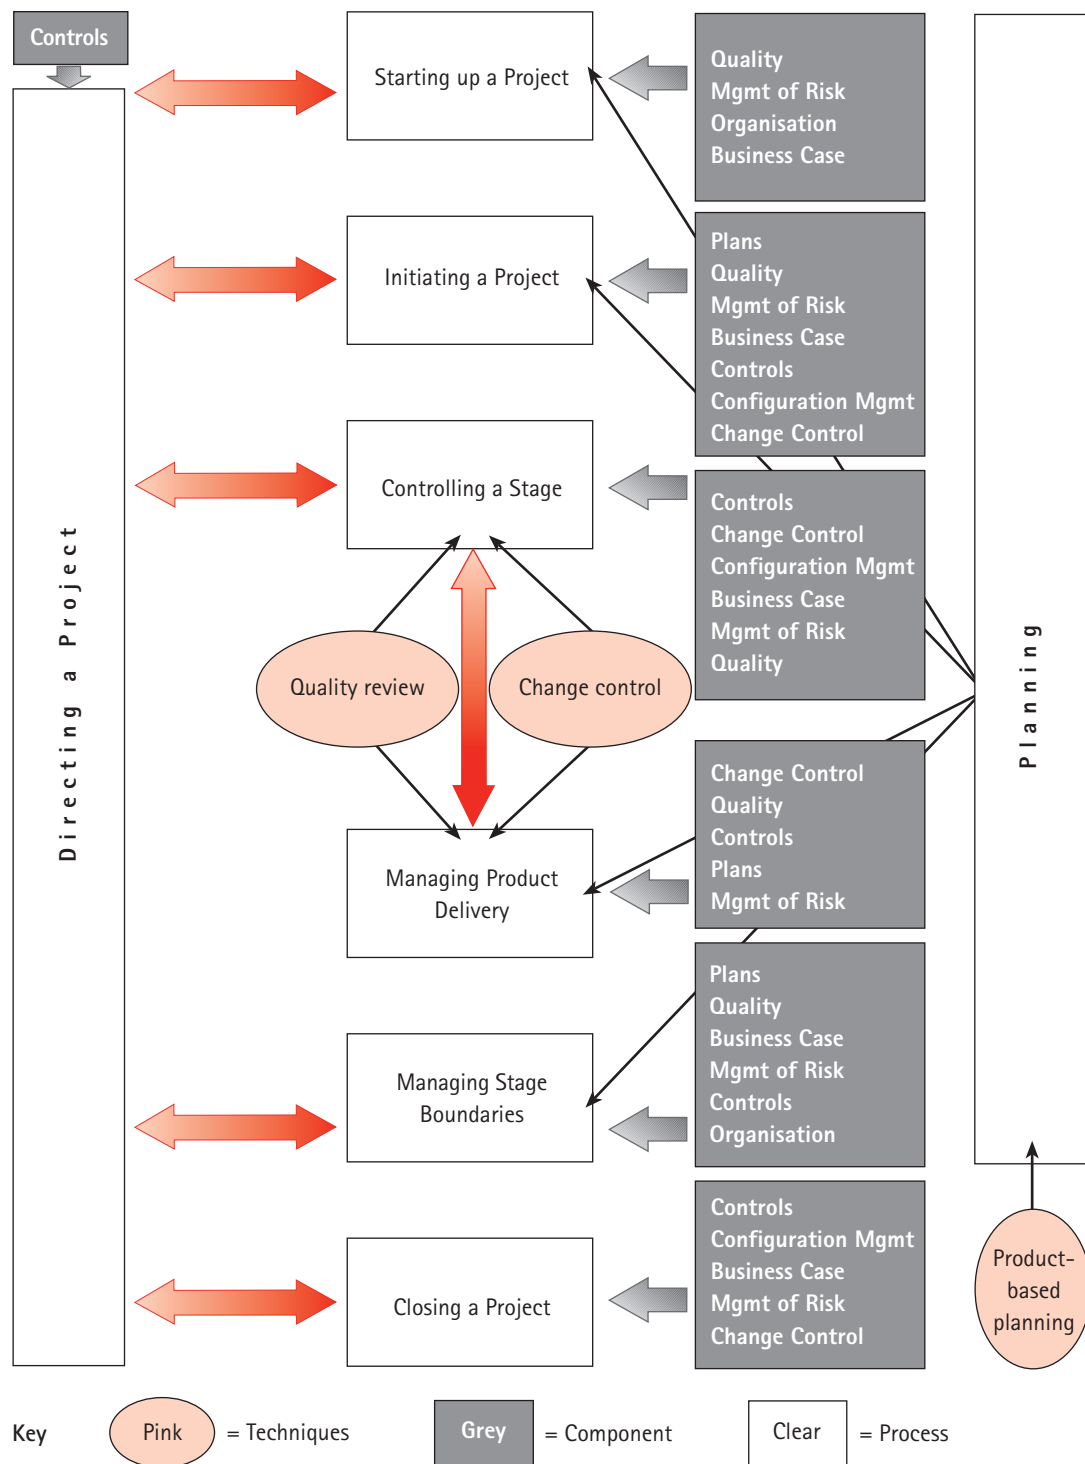 Controls
Directing a Project
Starting up a Project
Quality
Mgmt of Risk
Organisation
Business Case
Initiating a Project
Plans
Quality
Mgmt of Risk
Business Case
Controls
Configuration Mgmt
Change Control
Controlling a Stage
Controls
Change Control
Configuration Mgmt
Business Case
Mgmt of Risk
Quality
Quality review
Change control
Planning
Managing Product
Delivery
Change Control
Quality
Controls
Plans
Mgmt of Risk
Managing Stage
Boundaries
Plans
Quality
Business Case
Mgmt of Risk
Controls
Organisation
Closing a Project
Controls
Configuration Mgmt
Business Case
Mgmt of Risk
Change Control
Product-
based
planning
Key
Pink
= Techniques
Grey
= Component
Clear
= Process